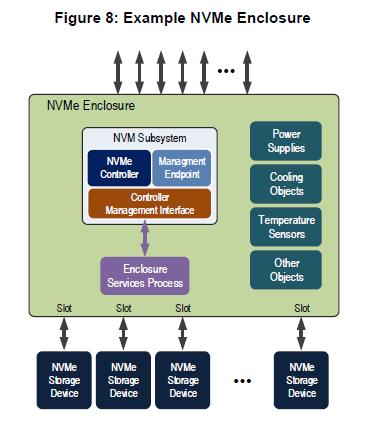 Figure 8: Example NVMe Enclosure
•••
NVMe Enclosure
NVM Subsystem
NVMe
Controller
Managment
Endpoint
Controller
Management Interface
Enclosure
Services Process
Power
Supplies
Cooling
Objects
Temperature
Sensors
Other
Objects
Slot
Slot
Slot
Slot
NVMe
Storage
Device
NVMe
Storage
Device
NVMe
Storage
Device
•••
NVMe
Storage
Device